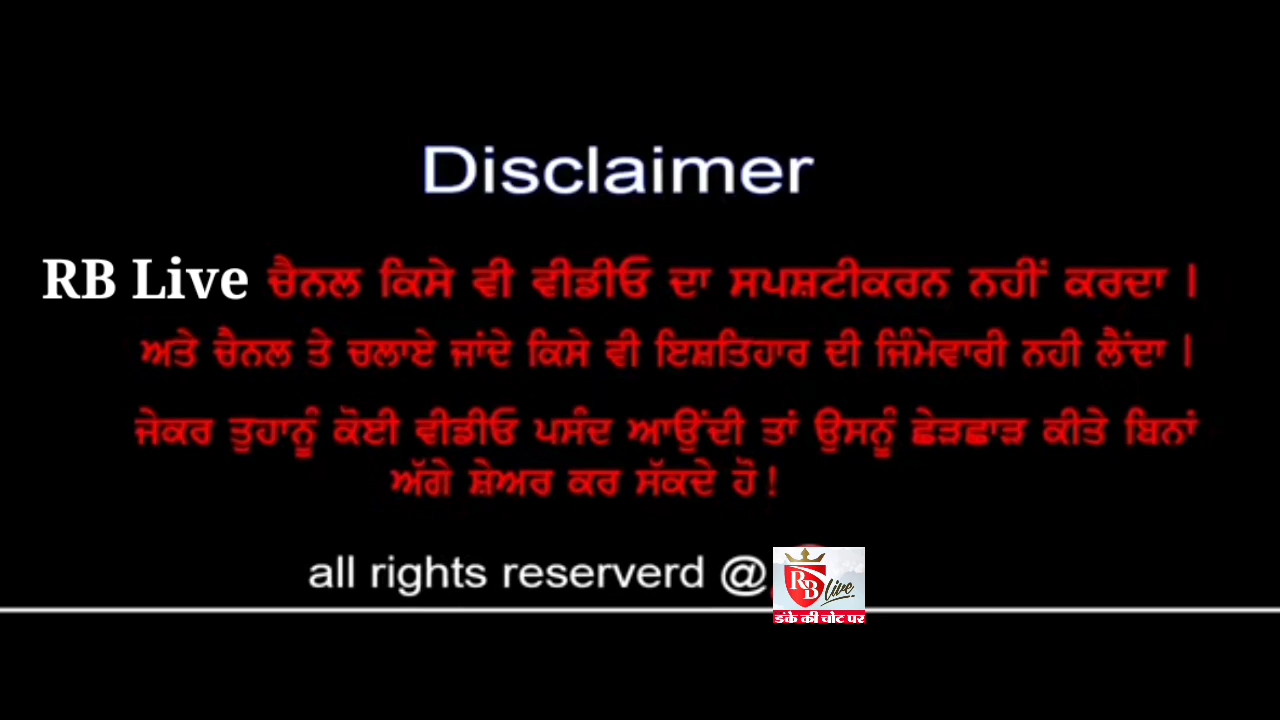 Disclaimer
RB Live ਚੈਨਲ ਕਿਸੇ ਵੀ ਵੀਡੀਓ ਦਾ ਸਪਸ਼ਟੀਕਰਨ ਨਹੀਂ ਕਰਦਾ ।
ਅਤੇ ਚੈਨਲ ਤੇ ਚਲਾਏ ਜਾਂਦੇ ਕਿਸੇ ਵੀ ਇਸ਼ਤਿਹਾਰ ਦੀ ਜਿੰਮੇਵਾਰੀ ਨਹੀ ਲੈਂਦਾ ।
ਜੇਕਰ ਤੁਹਾਨੂੰ ਕੋਈ ਵੀਡੀਓ ਪਸੰਦ ਆਉਂਦੀ ਤਾਂ ਉਸਨੂੰ ਛੇੜਛਾੜ ਕੀਤੇ ਬਿਨਾਂ
ਅੱਗੇ ਸ਼ੇਅਰ ਕਰ ਸੱਕਦੇ ਹੋ !
all rights reserverd @
RB Live
डंके की चोट पर